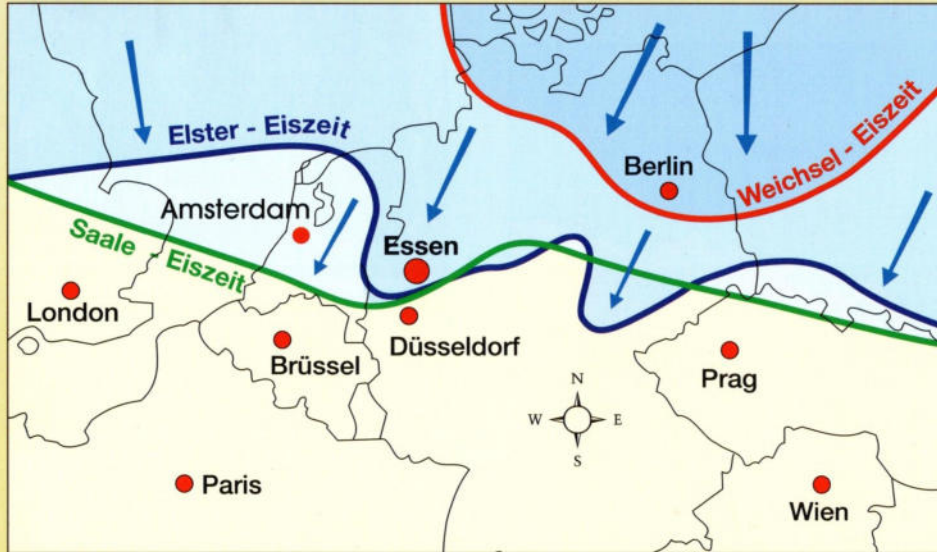 Elster - Eiszeit
Weichsel - Eiszeit
Berlin
Amsterdam
Essen
Saale - Eiszeit
London
Düsseldorf
Brüssel
Prag
N
W E
S
Paris
Wien